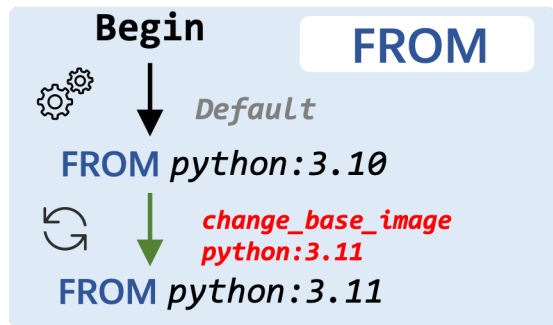 Begin
FROM
Default
FROM python:3.10
change_base_image
python:3.11
FROM python:3.11